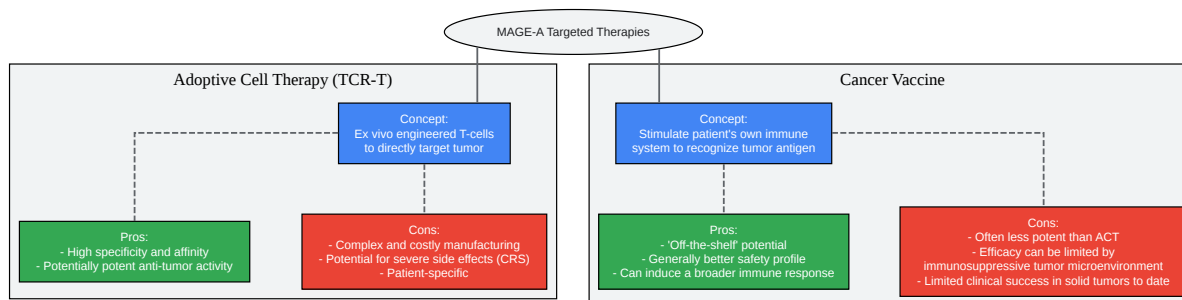 MAGE-A Targeted Therapies
Adoptive Cell Therapy (TCR-T)
Concept:
Ex vivo engineered T-cells
to directly target tumor
Pros:
- High specificity and affinity
- Potentially potent anti-tumor activity
Cons:
- Complex and costly manufacturing
- Potential for severe side effects (CRS)
- Patient-specific
Cancer Vaccine
Concept:
Stimulate patient's own immune
system to recognize tumor antigen
Pros:
- 'Off-the-shelf' potential
- Generally better safety profile
- Can induce a broader immune response
Cons:
- Often less potent than ACT
- Efficacy can be limited by
immunosuppressive tumor microenvironment
- Limited clinical success in solid tumors to date